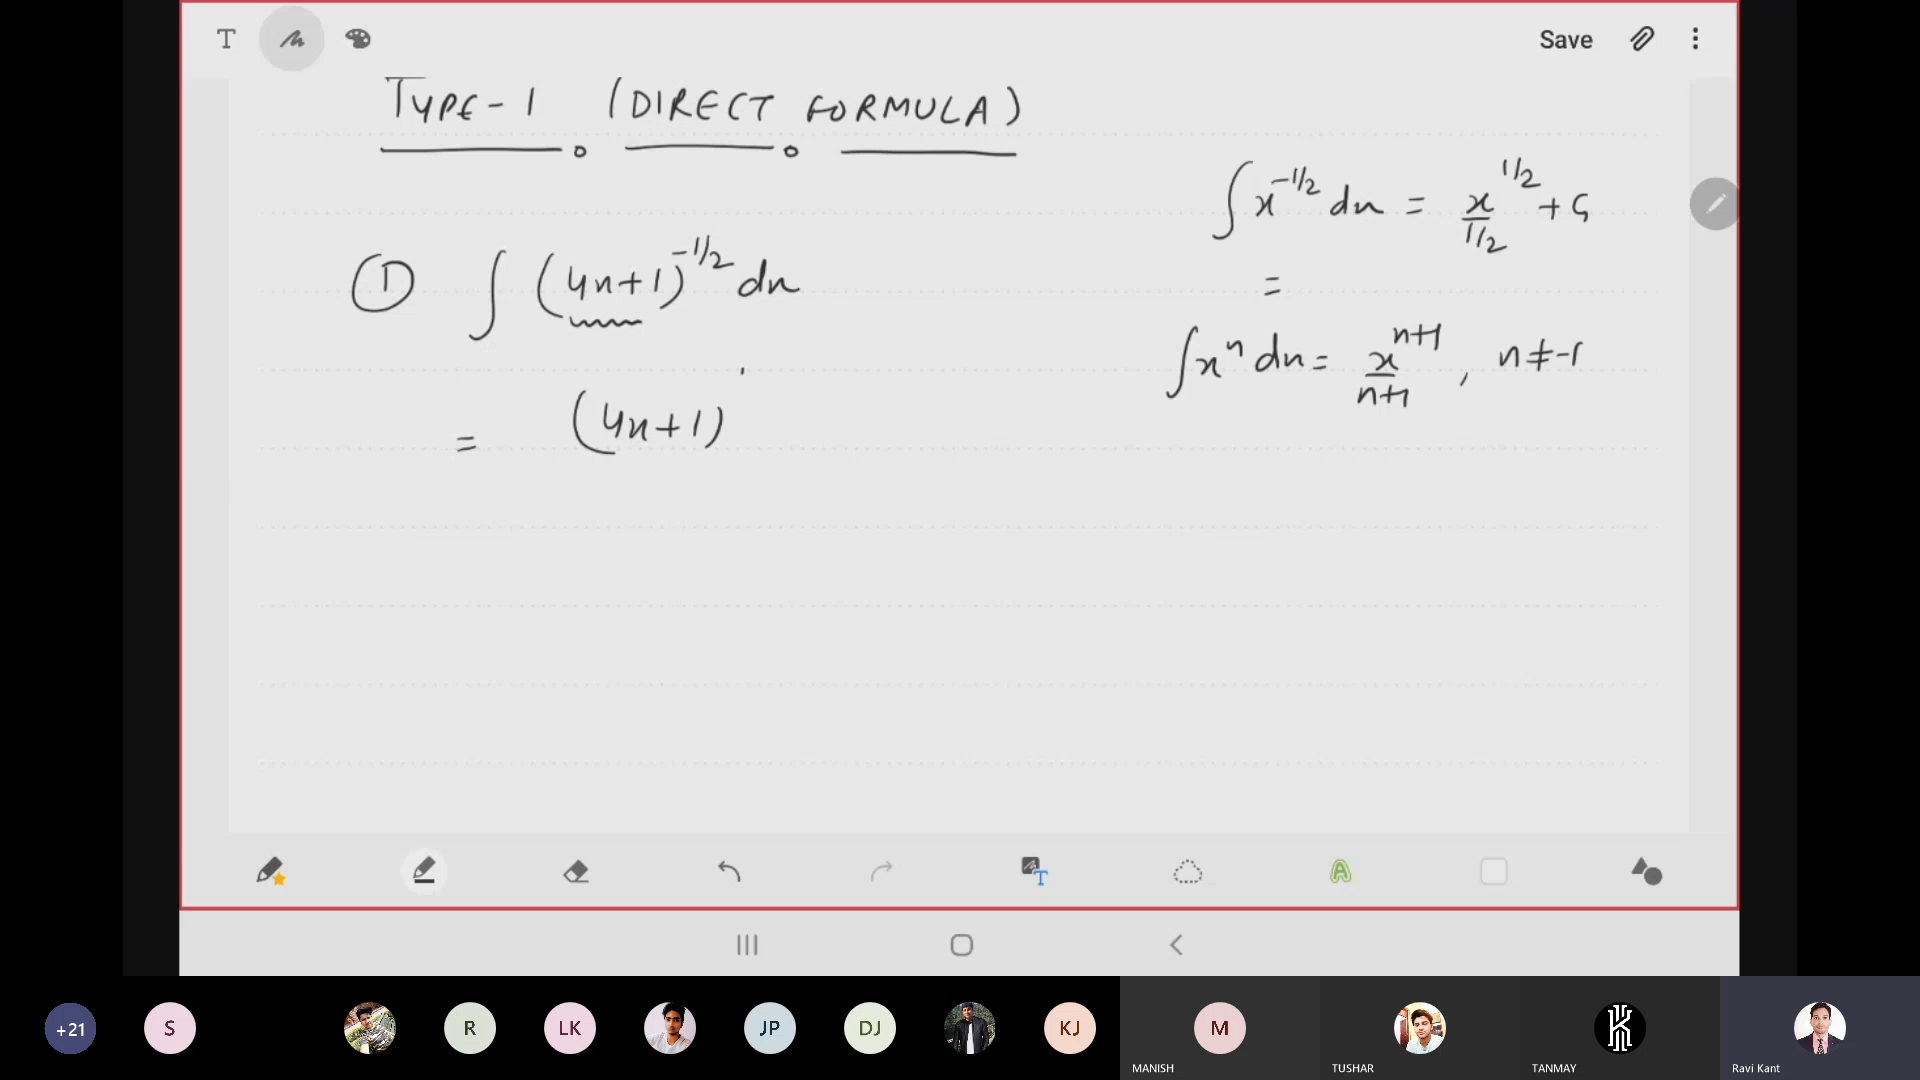 T Save
TYPE-1 (DIRECT FORMULA)
∫ x^{-1/2} dx = x^{1/2} / 1/2 + C
① ∫ (4x+1)^{-1/2} dx
=
∫ x^n dx = x^{n+1} / n+1 , n ≠ -1
= (4x+1)
T A
+21 S R LK JP DJ KJ M
MANISH TUSHAR TANMAY Ravi Kant